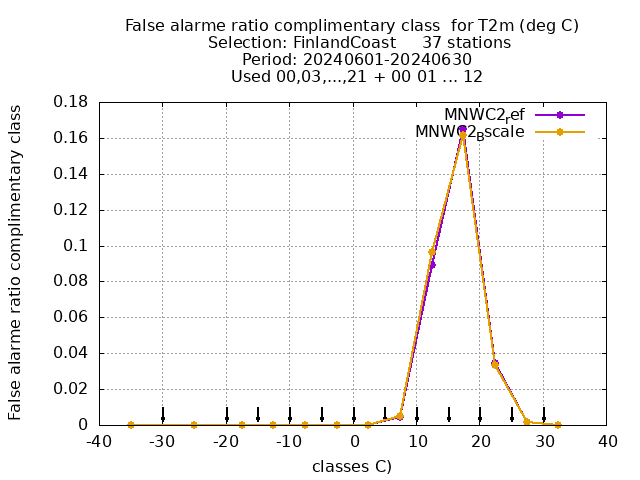 False alarme ratio complimentary class  for T2m (deg C)
Selection: FinlandCoast     37 stations
Period: 20240601-20240630
Used 00,03,...,21 + 00 01 ... 12
False alarme ratio complimentary class
0.18
0.16
0.14
0.12
0.1
0.08
0.06
0.04
0.02
0
MNWC2ref
MNWC2Bscale
-40 -30 -20 -10 0 10 20 30 40
classes C)